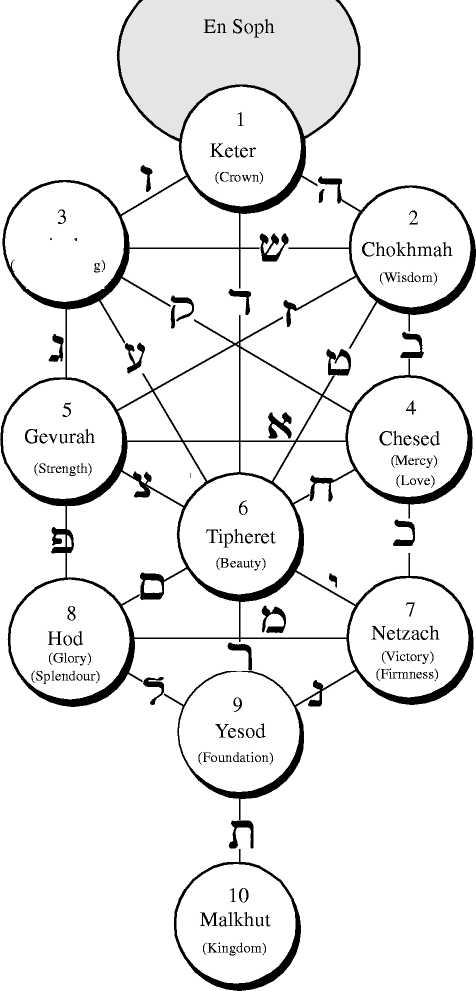 En Soph
1
Keter
(Crown)
ו
ה
3
2
Chokhmah
(Wisdom)
ש
ק
ד
ז
ג
ע
ט
ב
5
Gevurah
(Strength)
א
4
Chesed
(Mercy)
(Love)
צ
ח
6
Tipheret
(Beauty)
פ
כ
ס
י
8
Hod
(Glory)
(Splendour)
מ
7
Netzach
(Victory)
(Firmness)
ר
ל
נ
9
Yesod
(Foundation)
ת
10
Malkhut
(Kingdom)